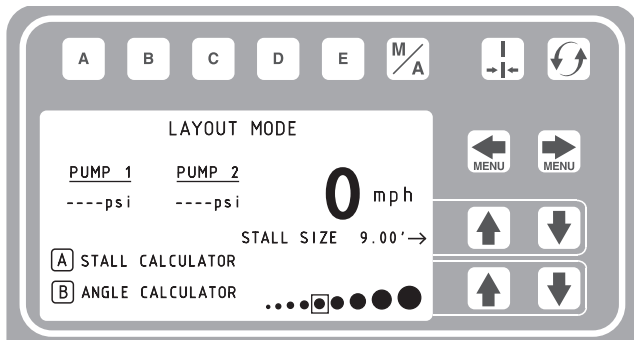 A B C D E M/A
LAYOUT MODE
MENU MENU
PUMP 1 PUMP 2
0 mph
----psi ----psi
STALL SIZE 9.00'→
A STALL CALCULATOR
B ANGLE CALCULATOR